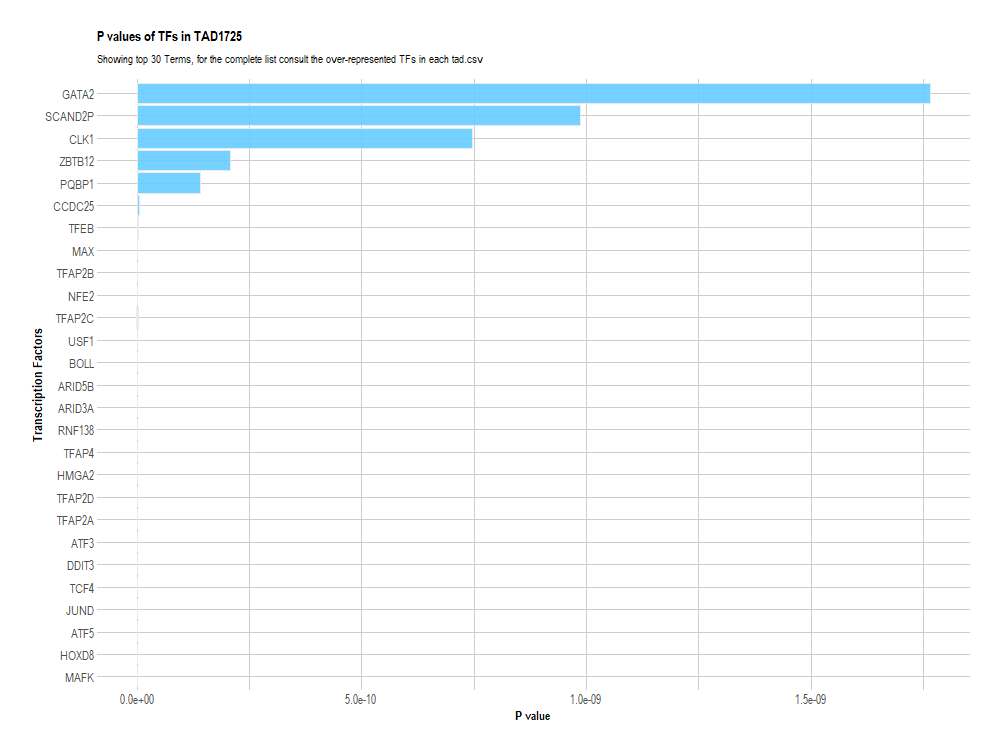 P values of TFs in TAD1725
Showing top 30 Terms, for the complete list consult the over-represented TFs in each tad.csv
GATA2
SCAND2P
CLK1
ZBTB12
PQBP1
CCDC25
TFEB
MAX
TFAP2B
NFE2
TFAP2C
USF1
BOLL
ARID5B
ARID3A
RNF138
TFAP4
HMGA2
TFAP2D
TFAP2A
ATF3
DDIT3
TCF4
JUND
ATF5
HOXD8
MAFK
Transcription Factors
0.0e+00 5.0e-10 1.0e-09 1.5e-09
P value